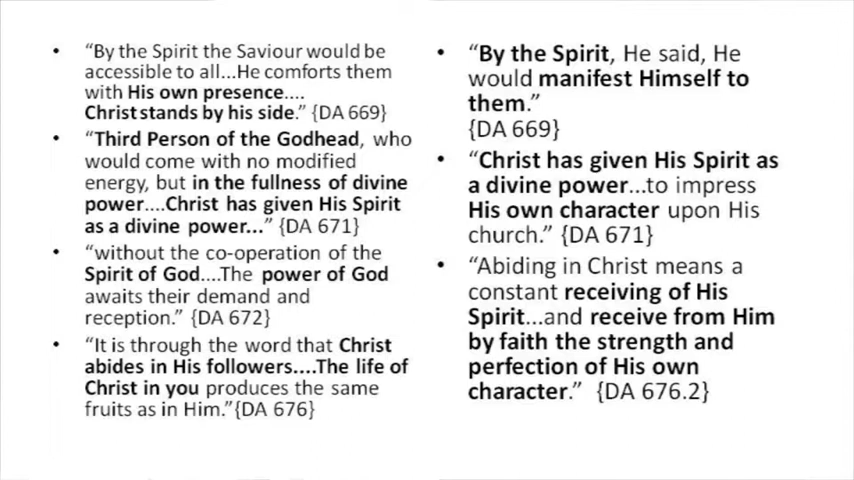 • “By the Spirit the Saviour would be
accessible to all...He comforts them
with His own presence....
Christ stands by his side.” {DA 669}
• “Third Person of the Godhead, who
would come with no modified
energy, but in the fullness of divine
power....Christ has given His Spirit
as a divine power...” {DA 671}
• “without the co-operation of the
Spirit of God....The power of God
awaits their demand and
reception.” {DA 672}
• “It is through the word that Christ
abides in His followers....The life of
Christ in you produces the same
fruits as in Him.”{DA 676}
• “By the Spirit, He said, He
would manifest Himself to
them.”
{DA 669}
• “Christ has given His Spirit as
a divine power...to impress
His own character upon His
church.” {DA 671}
• “Abiding in Christ means a
constant receiving of His
Spirit...and receive from Him
by faith the strength and
perfection of His own
character.” {DA 676.2}